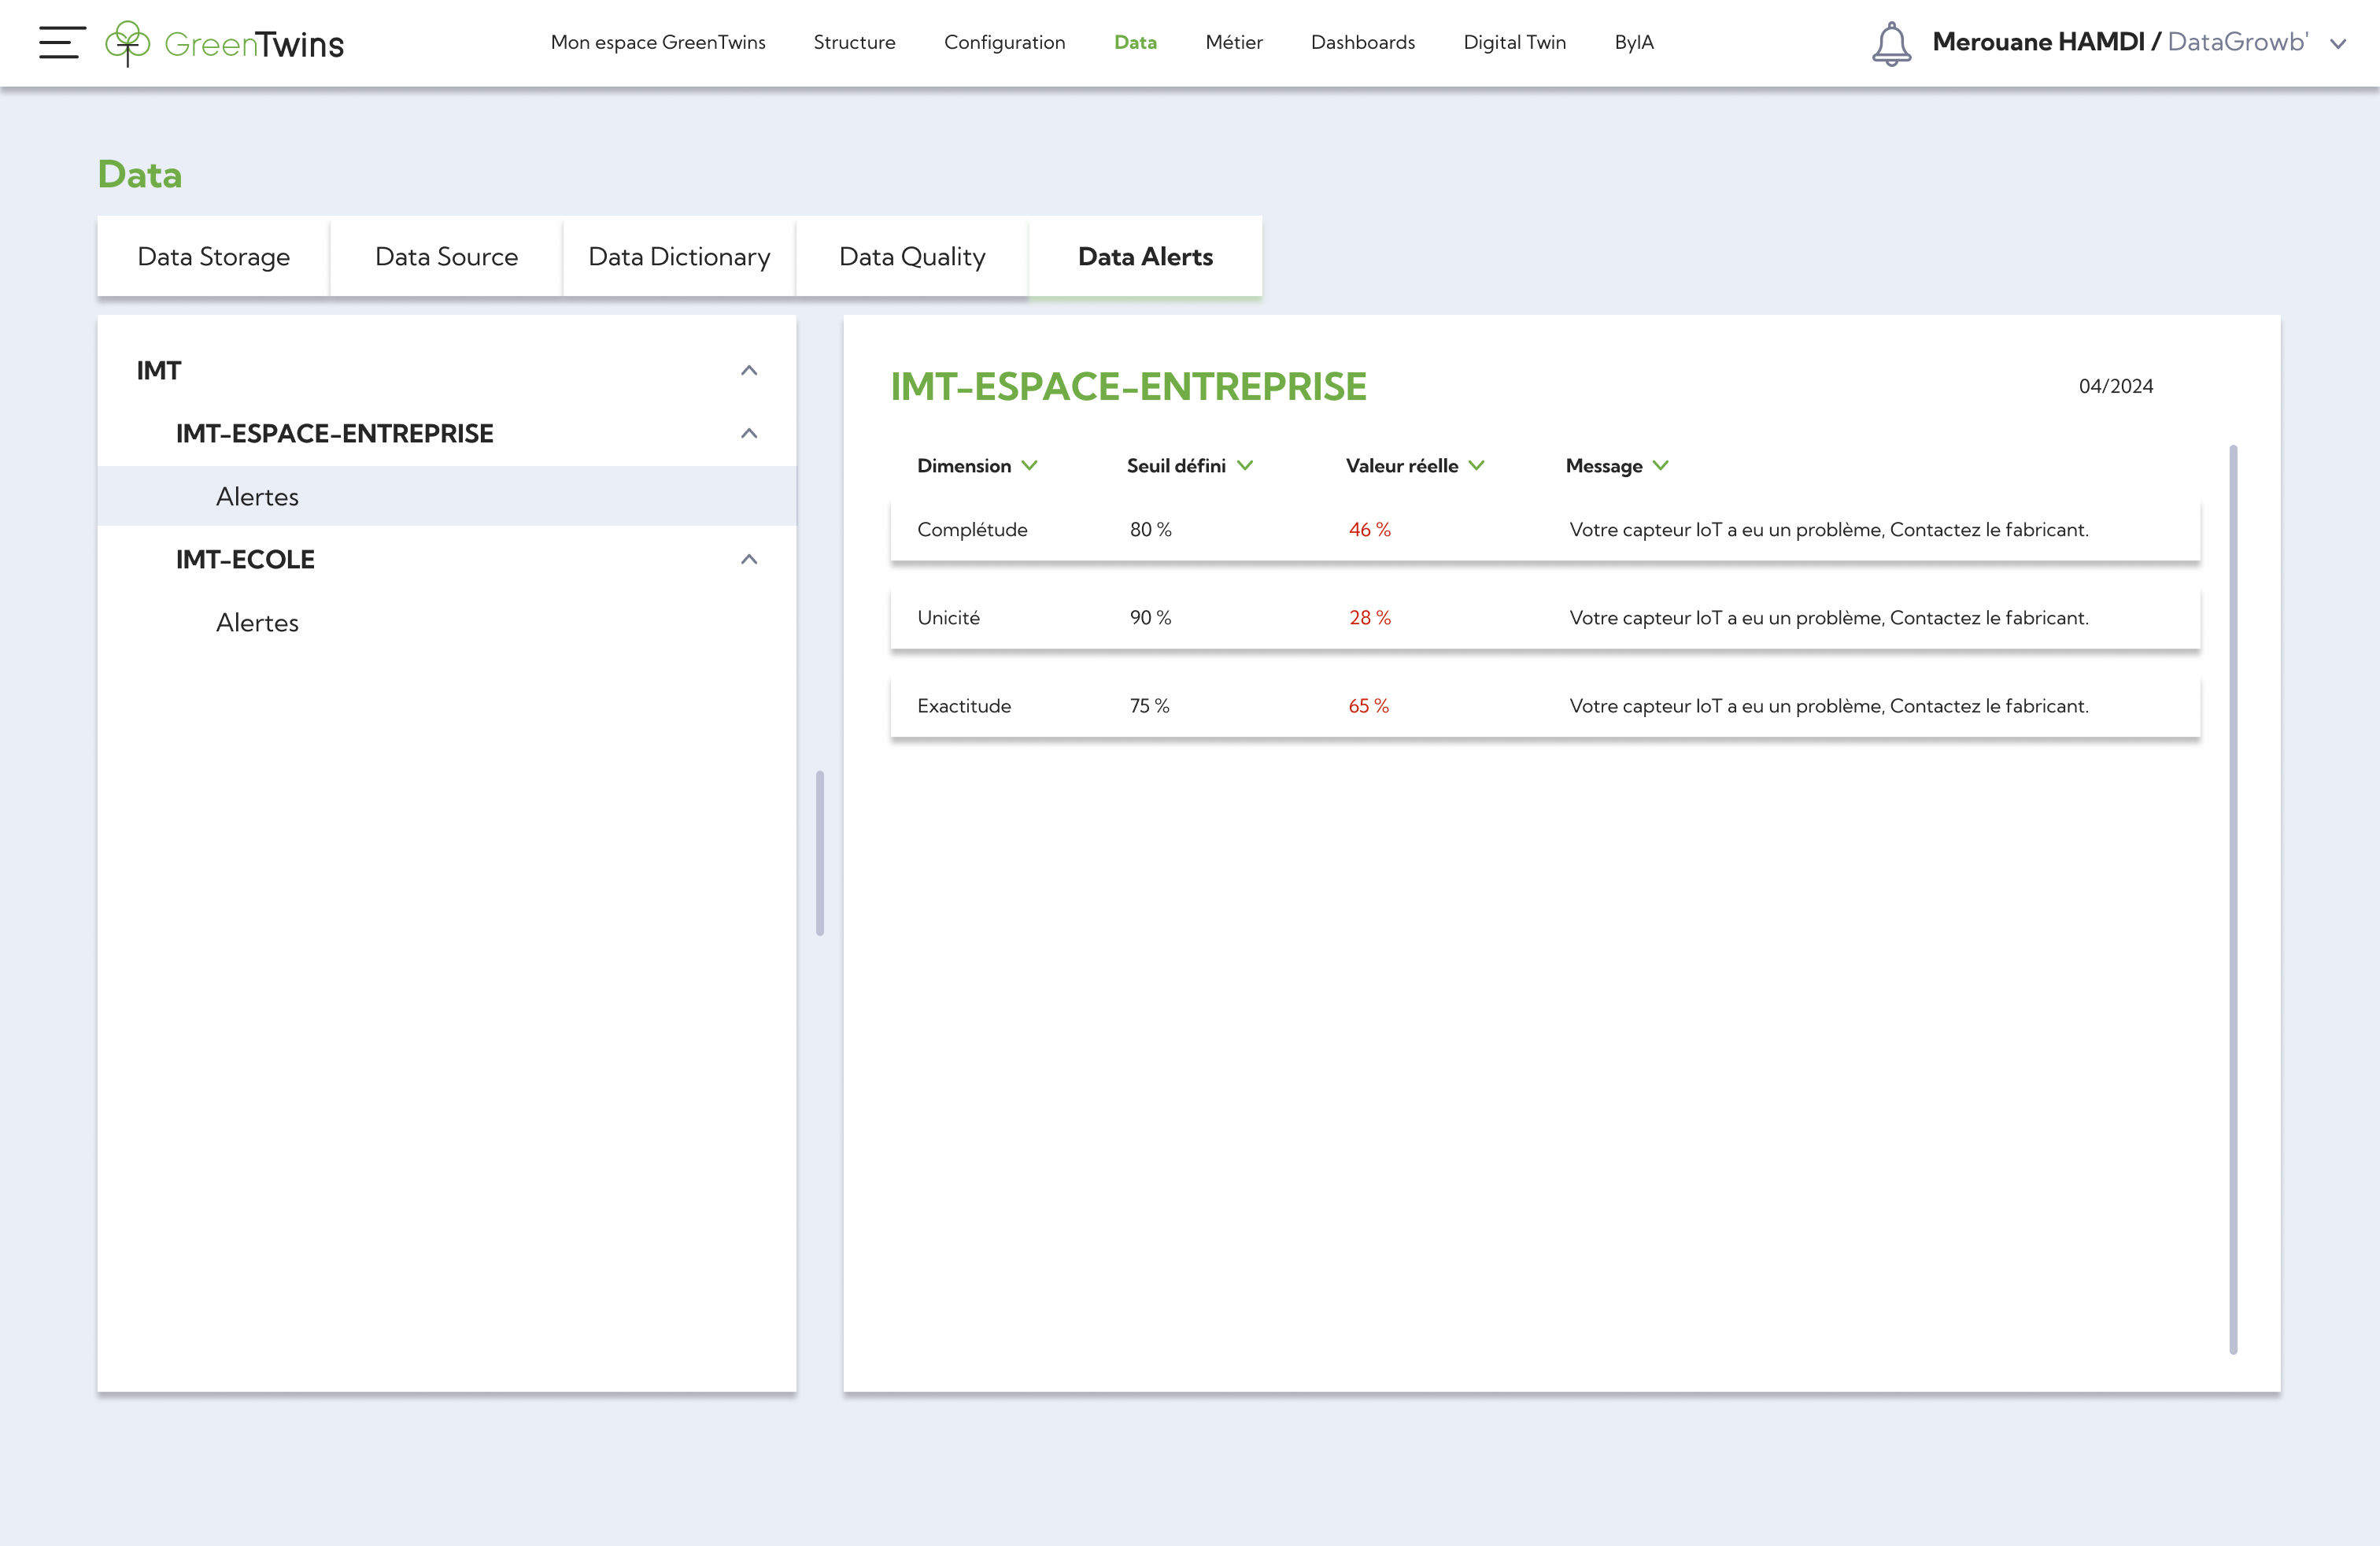 GreenTwins
Mon espace GreenTwins Structure Configuration Data Métier Dashboards Digital Twin ByIA
Merouane HAMDI / DataGrowb'
Data
Data Storage Data Source Data Dictionary Data Quality Data Alerts
IMT
IMT-ESPACE-ENTREPRISE
Alertes
IMT-ECOLE
Alertes
IMT-ESPACE-ENTREPRISE 04/2024
Dimension Seuil défini Valeur réelle Message
Complétude 80 % 46 % Votre capteur IoT a eu un problème, Contactez le fabricant.
Unicité 90 % 28 % Votre capteur IoT a eu un problème, Contactez le fabricant.
Exactitude 75 % 65 % Votre capteur IoT a eu un problème, Contactez le fabricant.